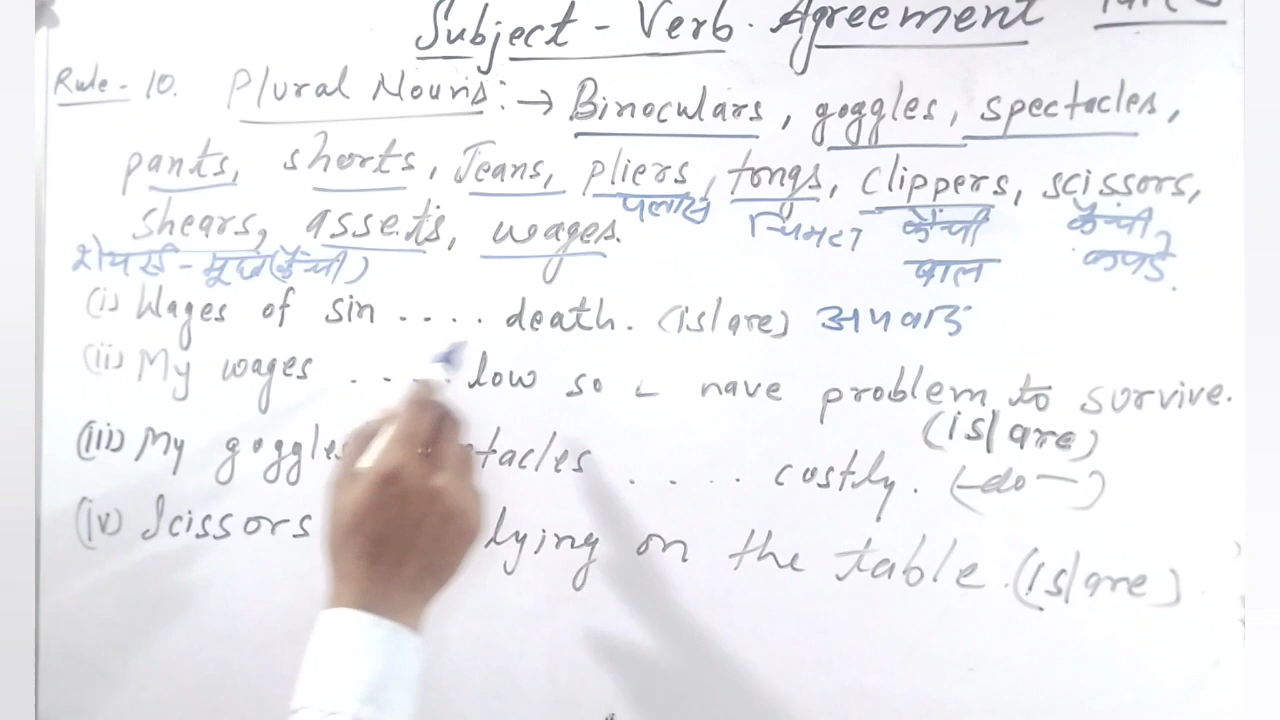 Subject - Verb Agreement
Rule - 10. Plural Nouns :→ Binoculars, goggles, spectacles,
pants, shorts, Jeans, pliers, tongs, clippers, scissors,
पलास चिमटा कैंची कैंची,
shears, assets, wages.
बाल कपडे
(i) Wages of sin .... death. (is/are) अपवाद
(ii) My wages .... low so I have problem to survive.
(is/are)
(iii) My goggles .... costly. (-do-)
(iv) Scissors lying on the table. (is/are)